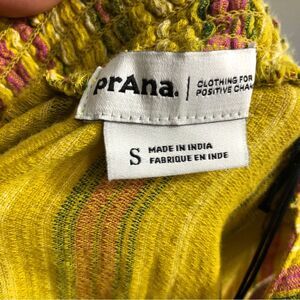 prAna.
CLOTHING FOR
POSITIVE CHA
S
MADE IN INDIA
FABRIQUE EN INDE